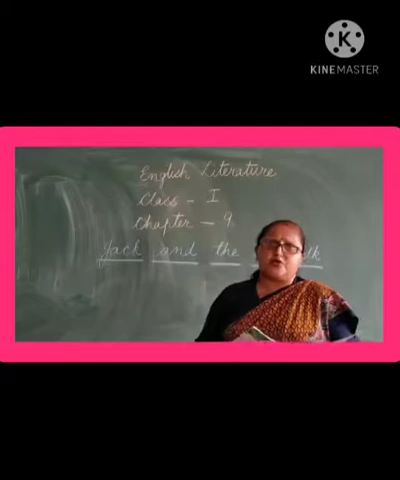 KINEMASTER
English Literature
Class - I
Chapter - 9
Jack and the